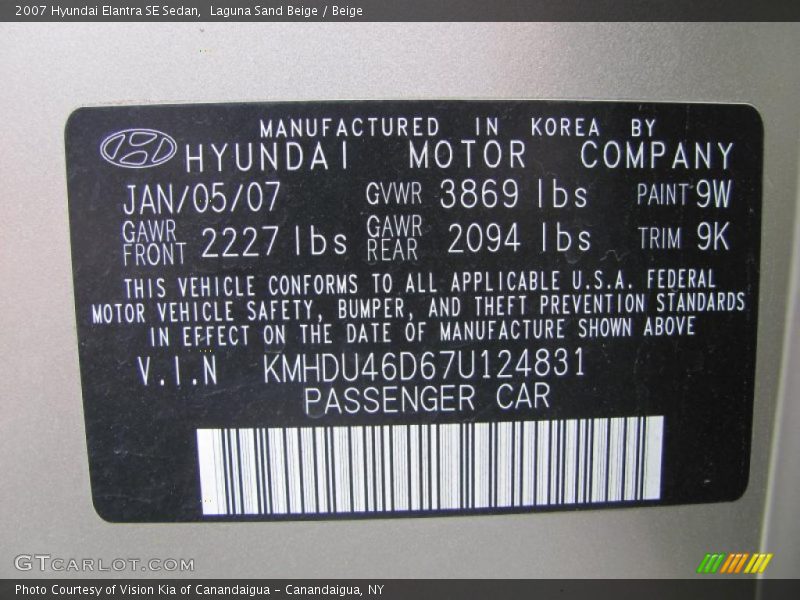 2007 Hyundai Elantra SE Sedan, Laguna Sand Beige / Beige
MANUFACTURED IN KOREA BY
HYUNDAI MOTOR COMPANY
JAN/05/07 GVWR 3869 lbs PAINT 9W
GAWR FRONT 2227 lbs GAWR REAR 2094 lbs TRIM 9K
THIS VEHICLE CONFORMS TO ALL APPLICABLE U.S.A. FEDERAL
MOTOR VEHICLE SAFETY, BUMPER, AND THEFT PREVENTION STANDARDS
IN EFFECT ON THE DATE OF MANUFACTURE SHOWN ABOVE
V.I.N KMHDU46D67U124831
PASSENGER CAR
GTCARLOT.COM
Photo Courtesy of Vision Kia of Canandaigua - Canandaigua, NY